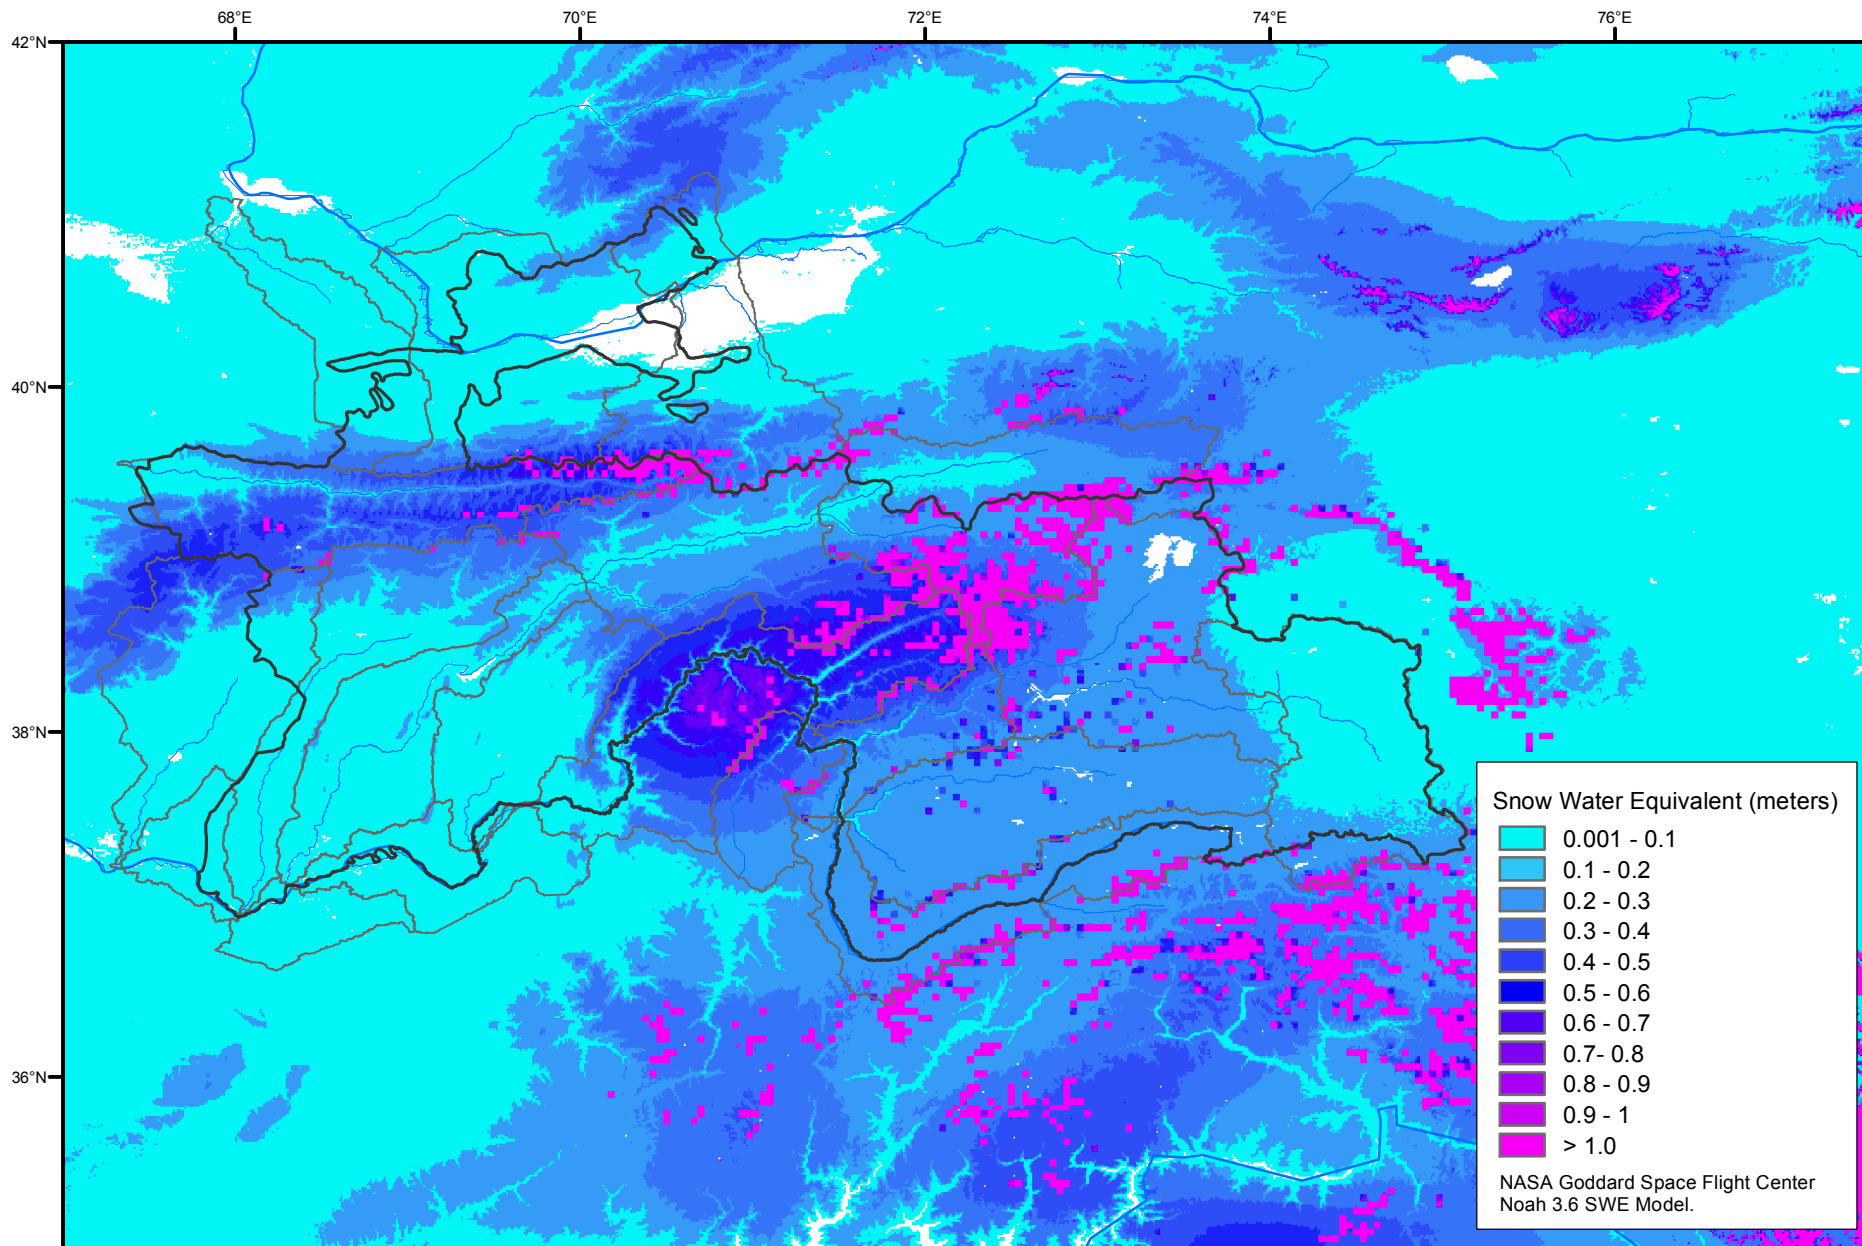 68°E 70°E 72°E 74°E 76°E
42°N
40°N
38°N
36°N
Snow Water Equivalent (meters)
0.001 - 0.1
0.1 - 0.2
0.2 - 0.3
0.3 - 0.4
0.4 - 0.5
0.5 - 0.6
0.6 - 0.7
0.7- 0.8
0.8 - 0.9
0.9 - 1
> 1.0
NASA Goddard Space Flight Center
Noah 3.6 SWE Model.